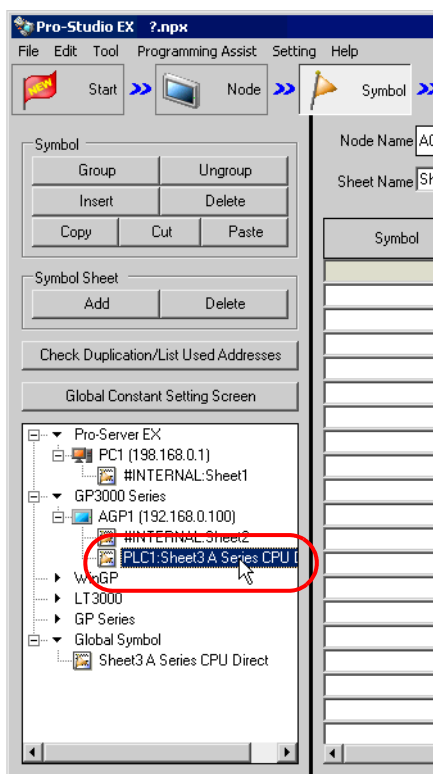 Pro-Studio EX ?.npx
File Edit Tool Programming Assist Setting Help
NEW Start Node Symbol
Symbol
Group Ungroup
Insert Delete
Copy Cut Paste
Symbol Sheet
Add Delete
Check Duplication/List Used Addresses
Global Constant Setting Screen
Node Name
Sheet Name
Symbol
Pro-Server EX
PC1 (198.168.0.1)
#INTERNAL:Sheet1
GP3000 Series
AGP1 (192.168.0.100)
#INTERNAL:Sheet2
PLC1:Sheet3 A Series CPU
WinGP
LT3000
GP Series
Global Symbol
Sheet3 A Series CPU Direct